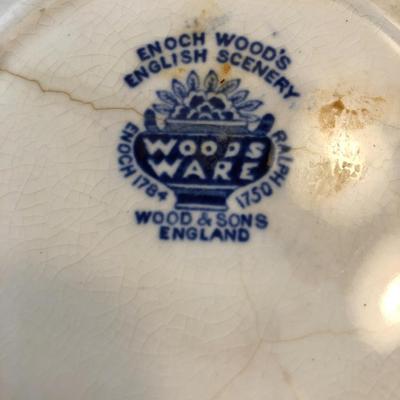 ENOCH WOOD'S
ENGLISH SCENERY
WOODS
WARE
ENOCH 1784
RALPH 1750
WOOD & SONS
ENGLAND